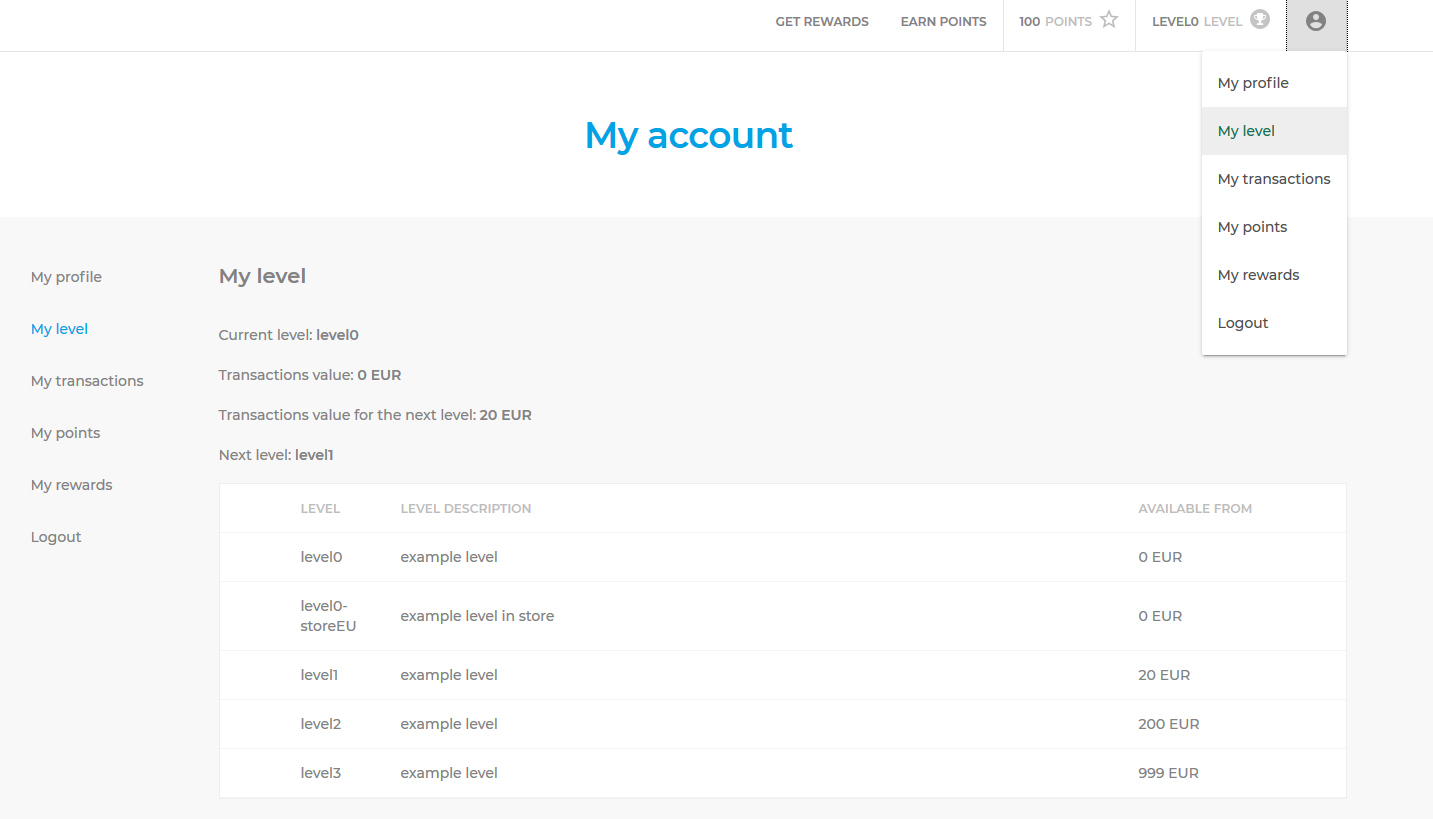 GET REWARDS
EARN POINTS
100 POINTS
LEVEL0 LEVEL
My profile
My level
My transactions
My points
My rewards
Logout
My account
My profile
My level
My transactions
My points
My rewards
Logout
My level
Current level: level0
Transactions value: 0 EUR
Transactions value for the next level: 20 EUR
Next level: level1
LEVEL LEVEL DESCRIPTION AVAILABLE FROM
level0 example level 0 EUR
level0-
storeEU example level in store 0 EUR
level1 example level 20 EUR
level2 example level 200 EUR
level3 example level 999 EUR